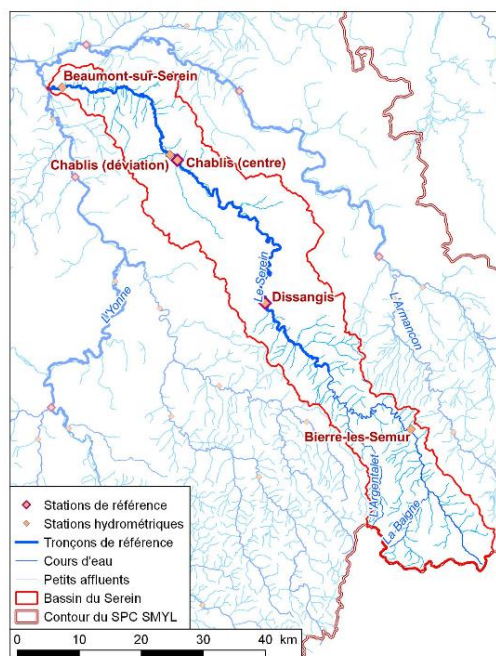 Beaumont-sur-Serein
Chablis (déviation)
Chablis (centre)
Le Serein
Dissangis
L'Yonne
L'Armancon
Bierre-les-Semur
L'Argentalet
La Baigne
Stations de référence
Stations hydrométriques
Tronçons de référence
Cours d'eau
Petits affluents
Bassin du Serein
Contour du SPC SMYL
0 10 20 30 40 km